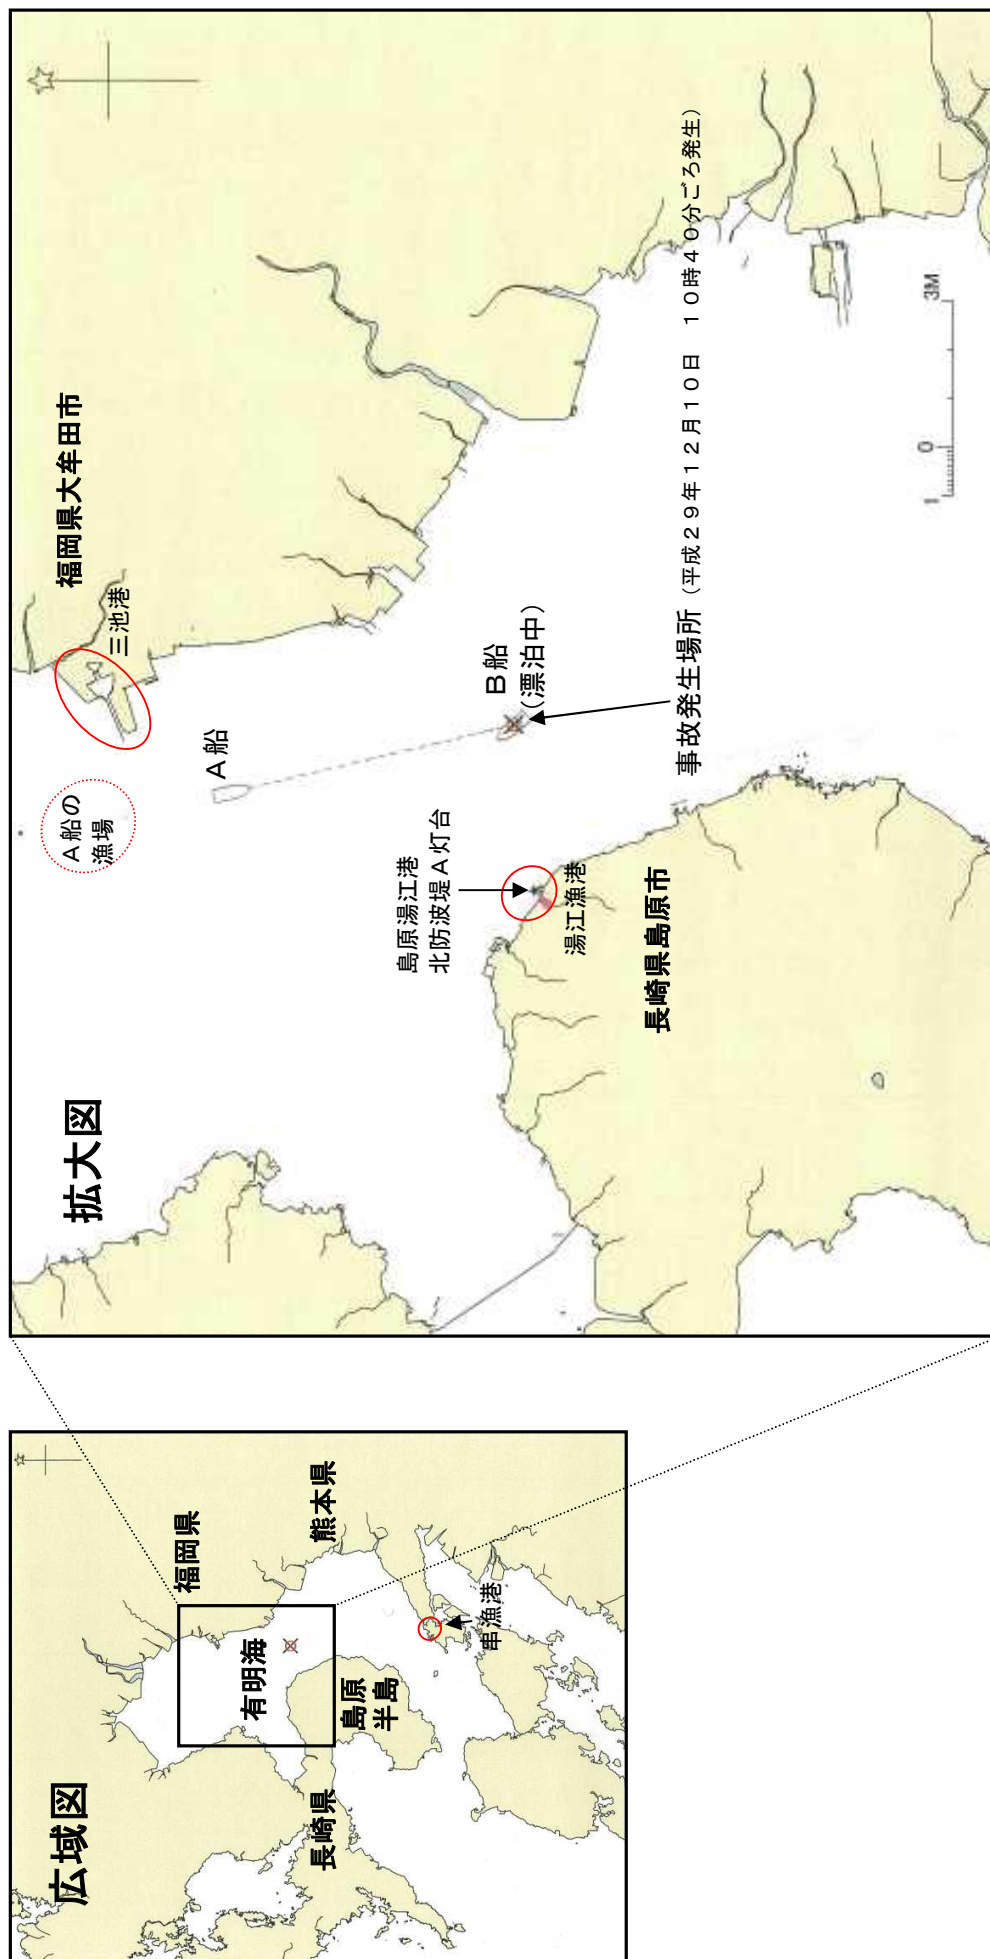 広域図
福岡県
有明海
熊本県
長崎県
島原
半島
串漁港
拡大図
福岡県大牟田市
三池港
A船の
漁場
A船
B船
(漂泊中)
島原湯江港
北防波堤A灯台
湯江漁港
長崎県島原市
事故発生場所(平成29年12月10日 10時40分ごろ発生)
1 0 3M